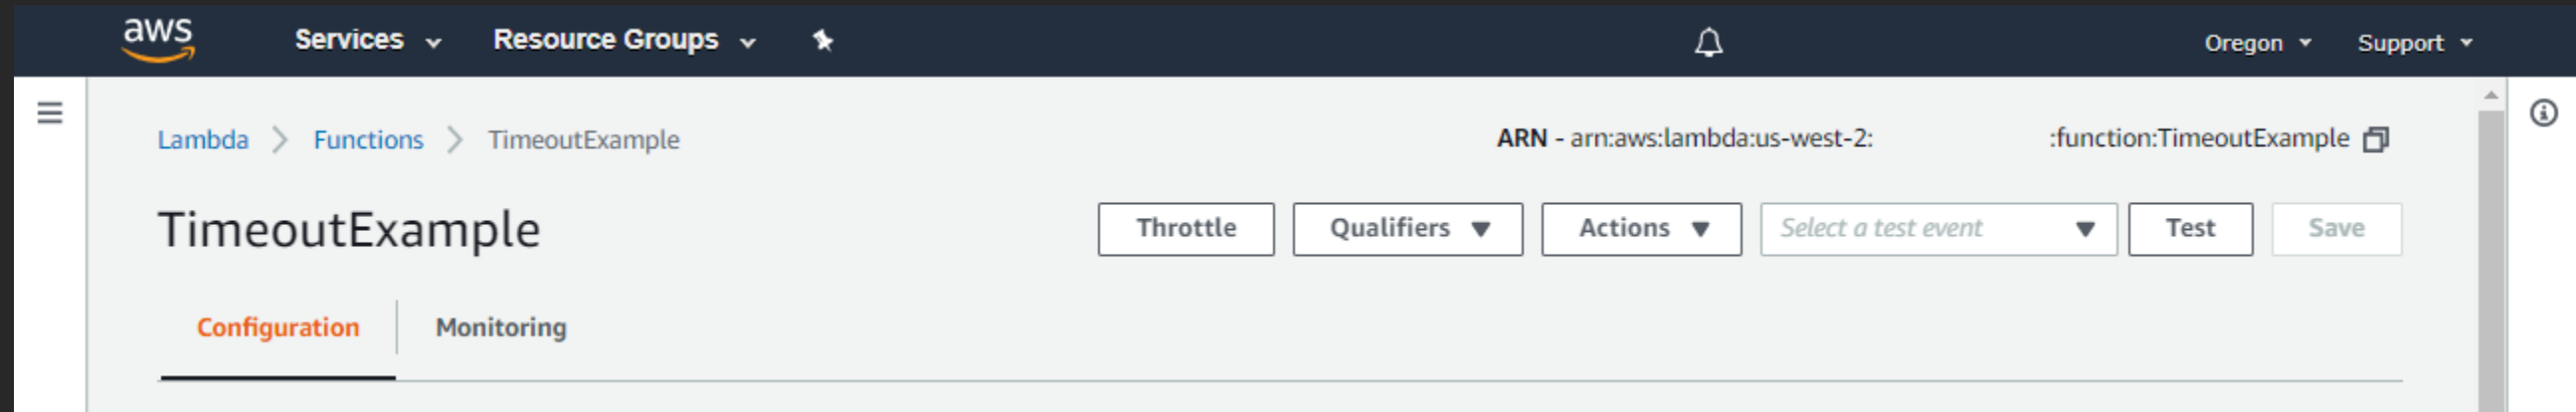 aws Services Resource Groups Oregon Support
Lambda Functions TimeoutExample ARN - arn:aws:lambda:us-west-2: :function:TimeoutExample
TimeoutExample Throttle Qualifiers Actions Select a test event Test Save
Configuration Monitoring